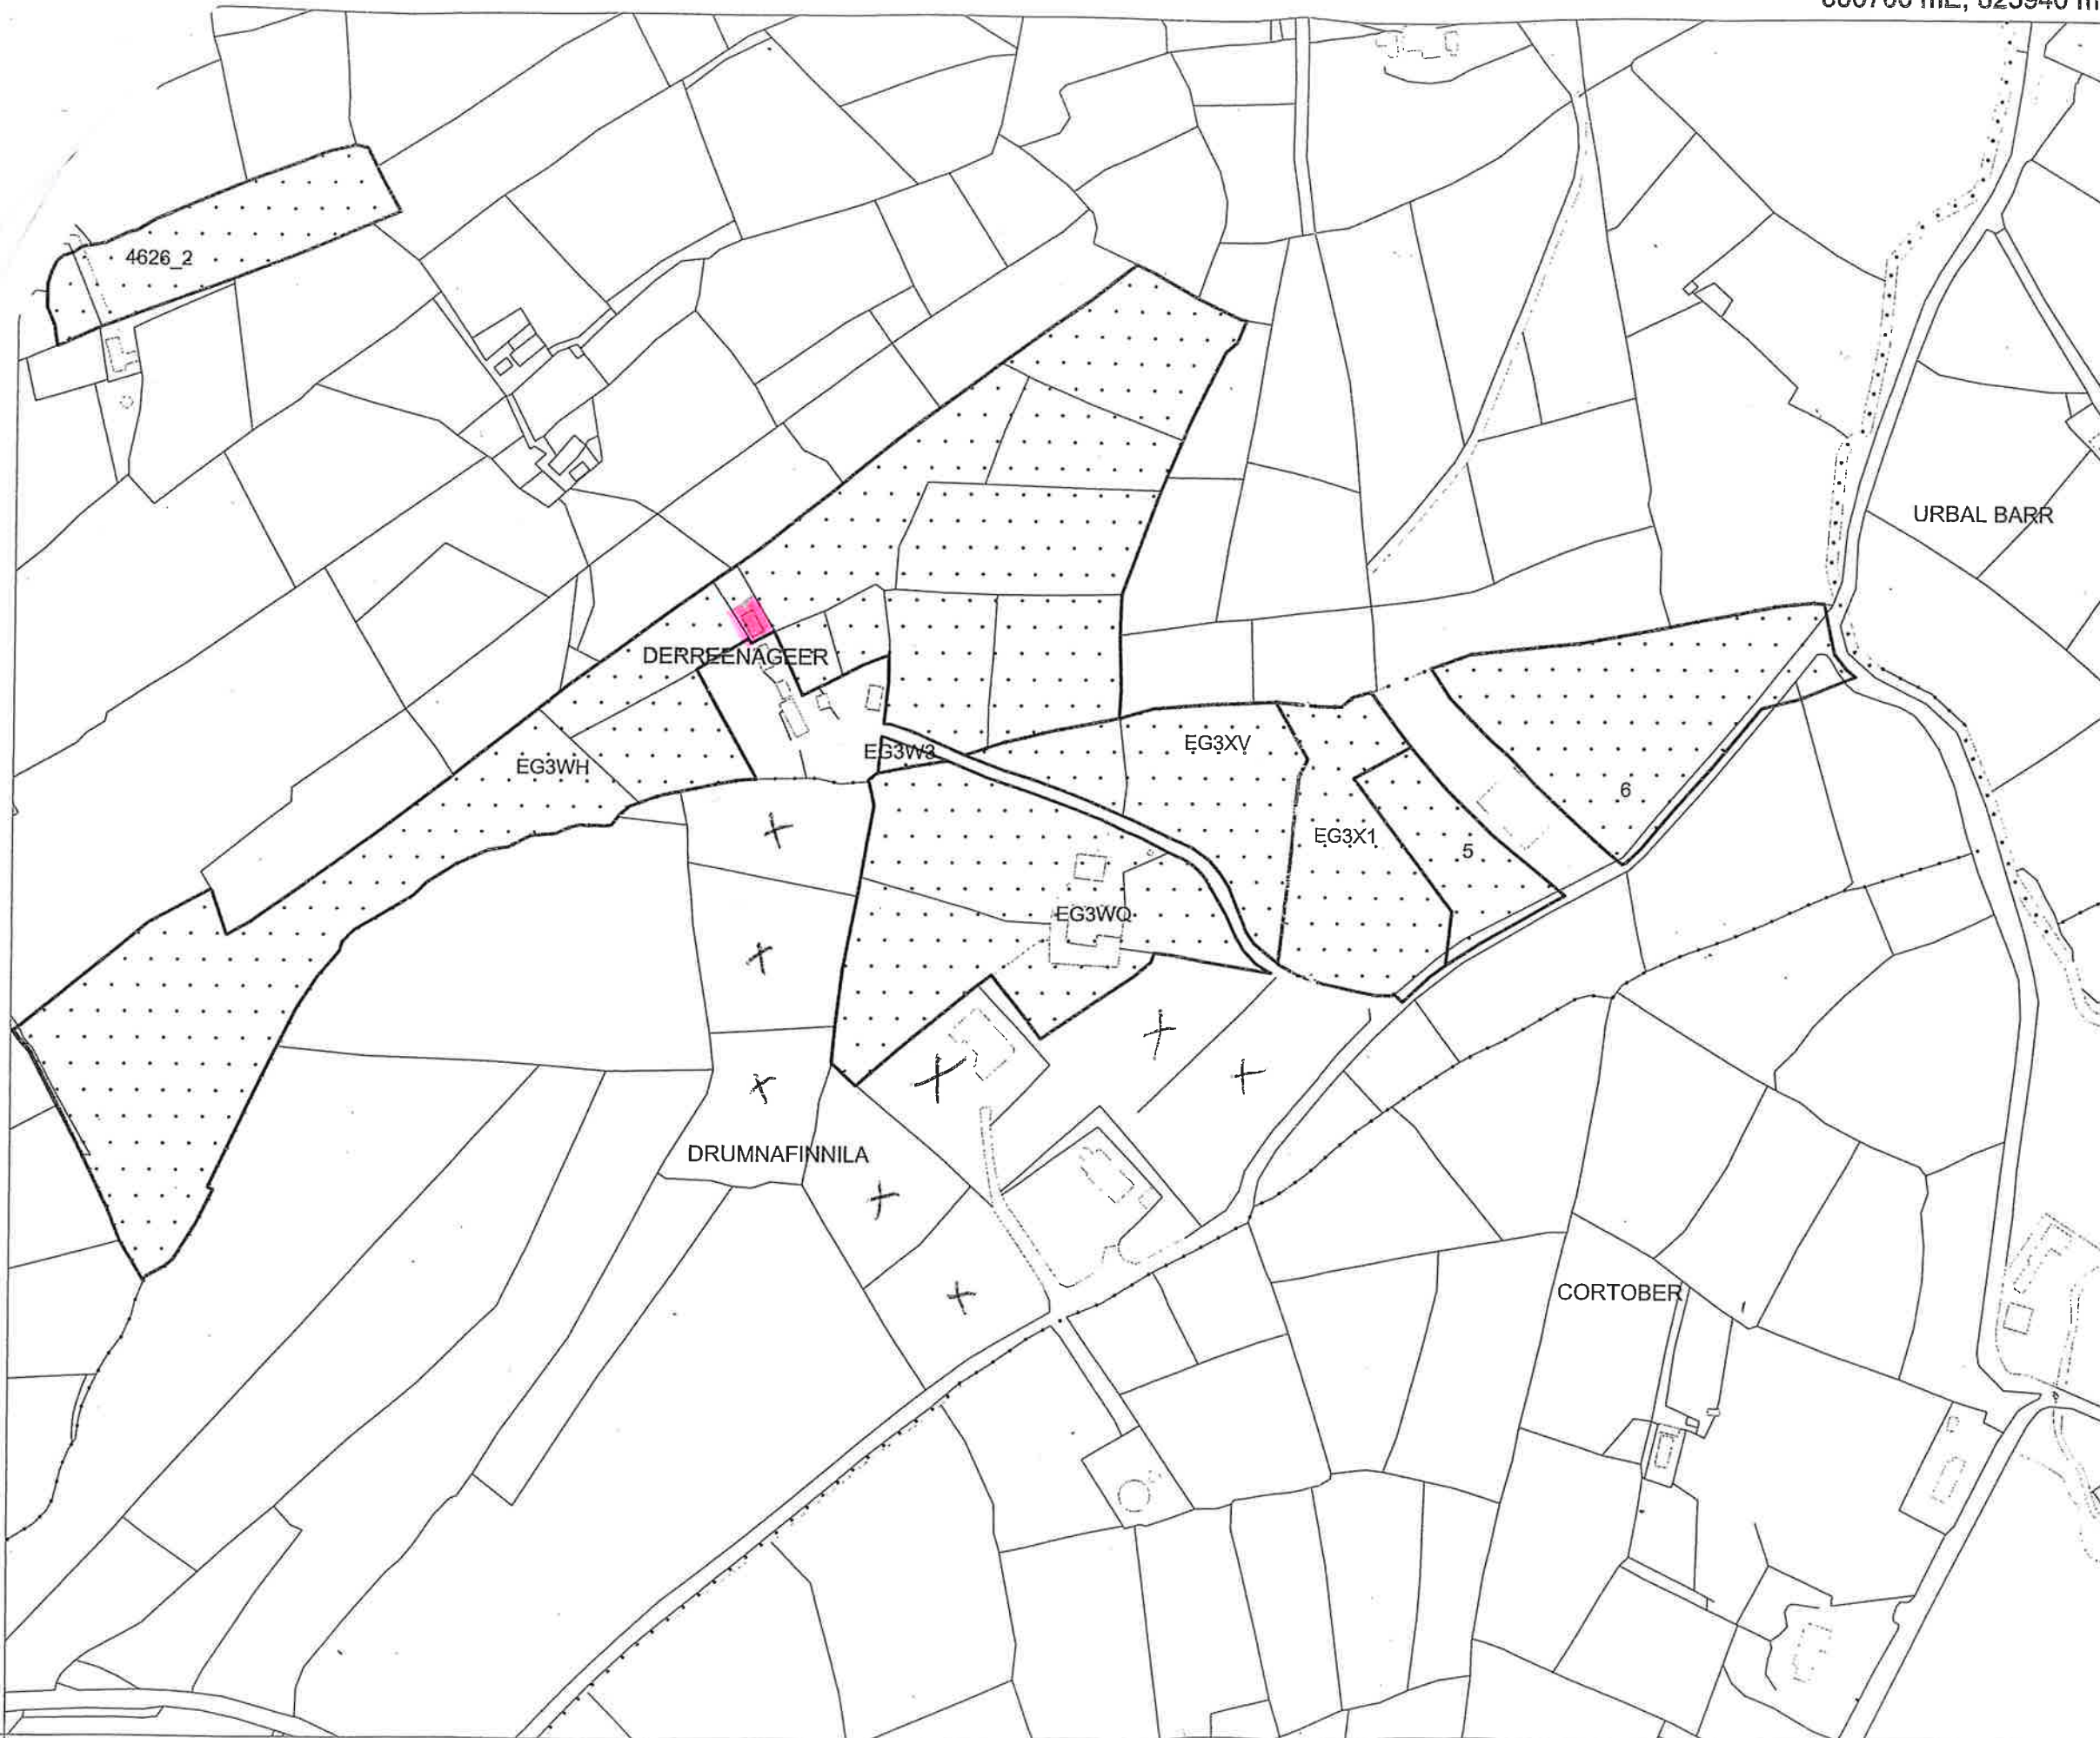 4626_2
URBAL BARR
DERREENAGEER
EG3W3
EG3XV
EG3WH
6
EG3X1
5
EG3WQ
DRUMNAFINNILA
CORTOBER